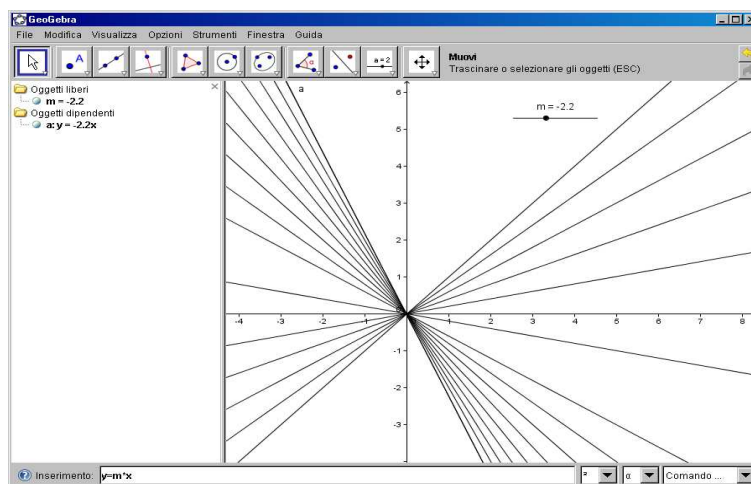 GeoGebra
File Modifica Visualizza Opzioni Strumenti Finestra Guida
A
α
a=2
Muovi
Trascinare o selezionare gli oggetti (ESC)
Oggetti liberi
m = -2.2
Oggetti dipendenti
a: y = -2.2x
a
m = -2.2
6
5
4
3
2
1
-4 -3 -2 -1 0 1 2 3 4 5 6 7 8
-1
-2
-3
Inserimento: y=m*x
² α Comando ...